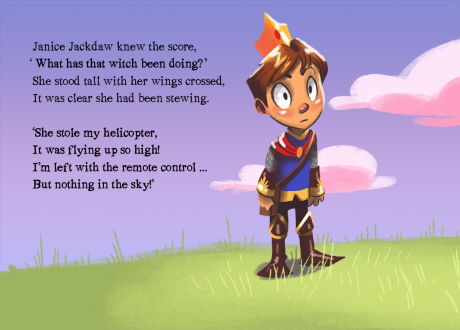 Janice Jackdaw knew the score,
‘ What has that witch been doing?’
She stood tall with her wings crossed,
It was clear she had been stewing.
‘She stole my helicopter,
It was flying up so high!
I’m left with the remote control ...
But nothing in the sky!’